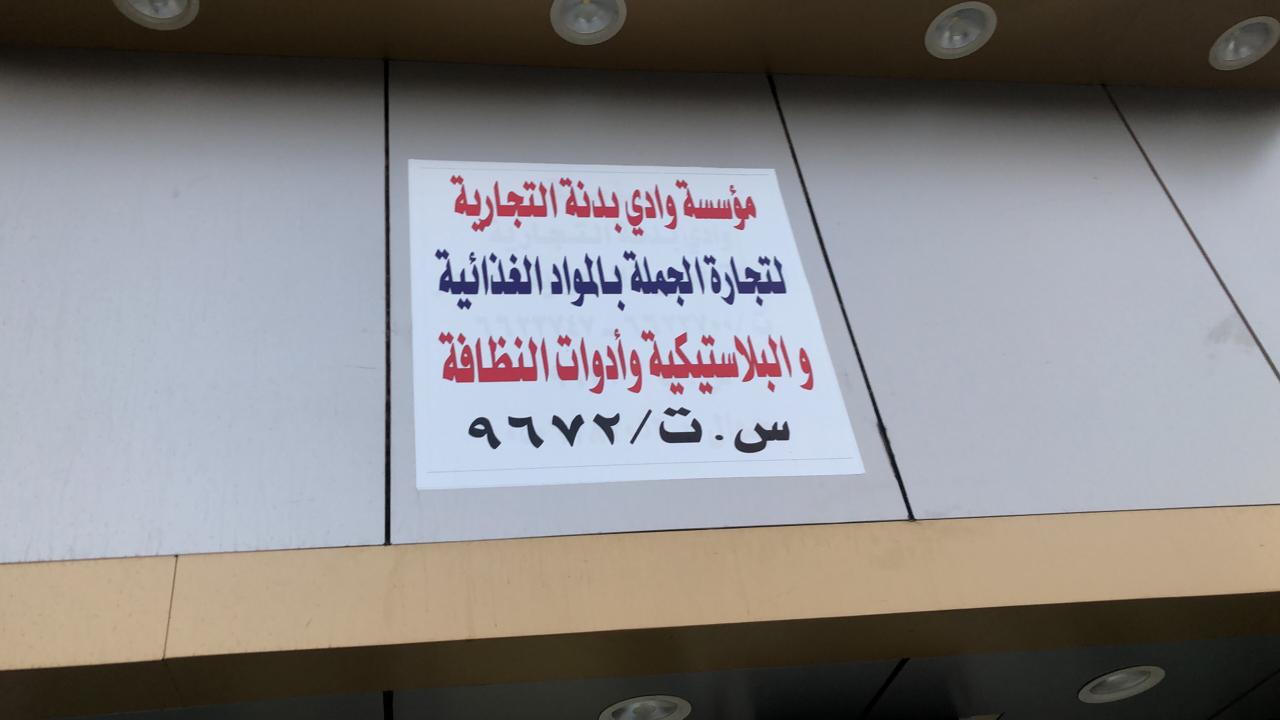 مؤسسة وادي بدنة التجارية
لتجارة الجملة بالمواد الغذائية
و البلاستيكية وأدوات النظافة
س.ت/٩٦٧٢